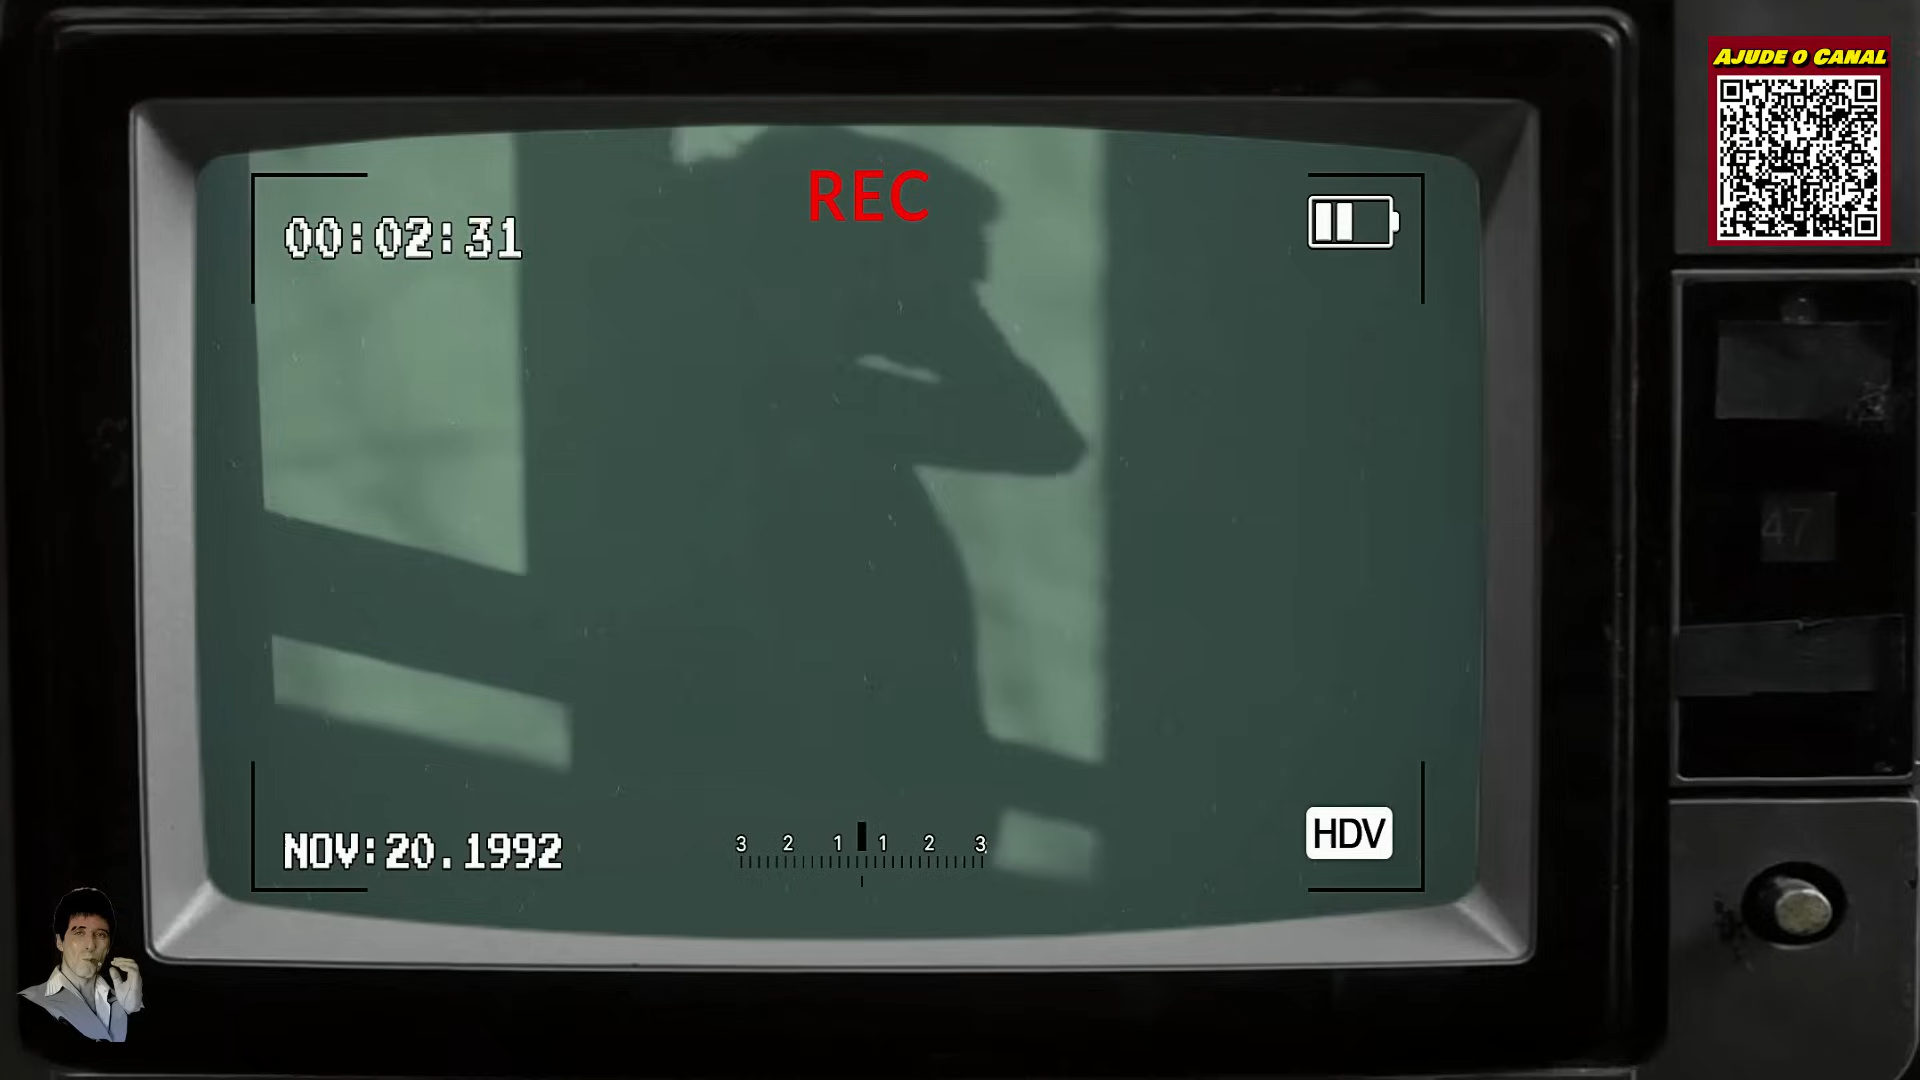 AJUDE O CANAL
REC
00:02:31
47
NOV:20.1992
3 2 1 1 2 3
HDV